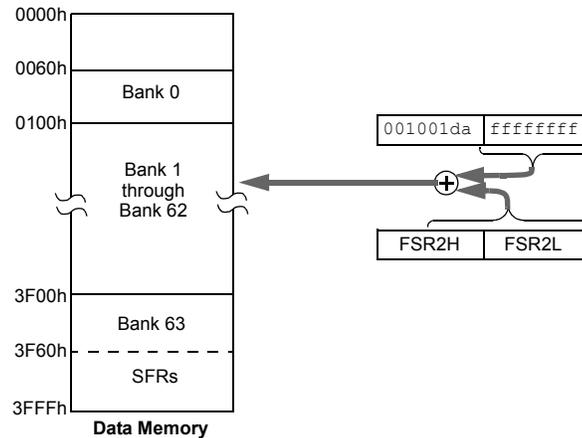 0000h
0060h
Bank 0
0100h
001001da ffffffff
Bank 1
through
Bank 62
FSR2H FSR2L
3F00h
Bank 63
3F60h
SFRs
3FFFh
Data Memory